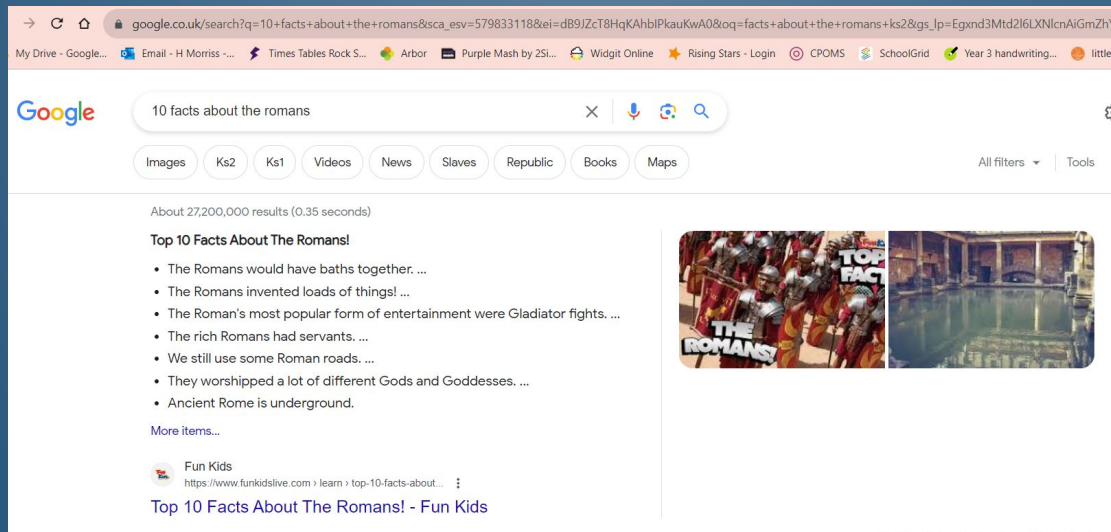 google.co.uk/search?q=10+facts+about+the+romans&sca_esv=579833118&ei=dB9JZcT8HqKAhbIPkauKwA0&oq=facts+about+the+romans+ks2&gs_lp=Egxnd3Mtd2l6LXNlcnAiGmZhY
My Drive - Google... Email - H Morriss -... Times Tables Rock S... Arbor Purple Mash by 2Si... Widgit Online Rising Stars - Login CPOMS SchoolGrid Year 3 handwriting... little
Google 10 facts about the romans
Images Ks2 Ks1 Videos News Slaves Republic Books Maps All filters Tools
About 27,200,000 results (0.35 seconds)
Top 10 Facts About The Romans!
• The Romans would have baths together. ...
• The Romans invented loads of things! ...
• The Roman's most popular form of entertainment were Gladiator fights. ...
• The rich Romans had servants. ...
• We still use some Roman roads. ...
• They worshipped a lot of different Gods and Goddesses. ...
• Ancient Rome is underground.
More items...
Fun Kids
https://www.funkidslive.com › learn › top-10-facts-about...
Top 10 Facts About The Romans! - Fun Kids
TOP
FACT
THE
ROMANS!